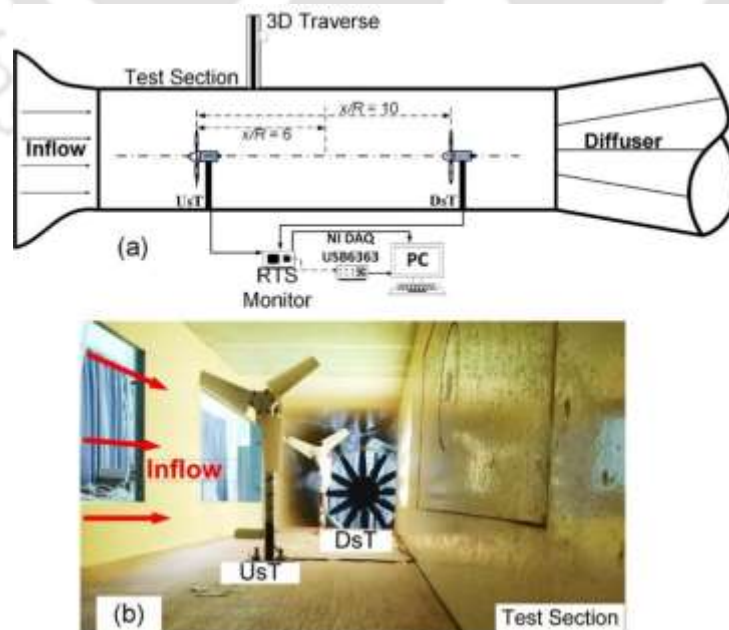 3D Traverse
Test Section
x/R = 10
x/R = 6
Inflow
Diffuser
UsT
DsT
(a)
NI DAQ
USB6363
PC
RTS
Monitor
Inflow
DsT
UsT
(b)
Test Section